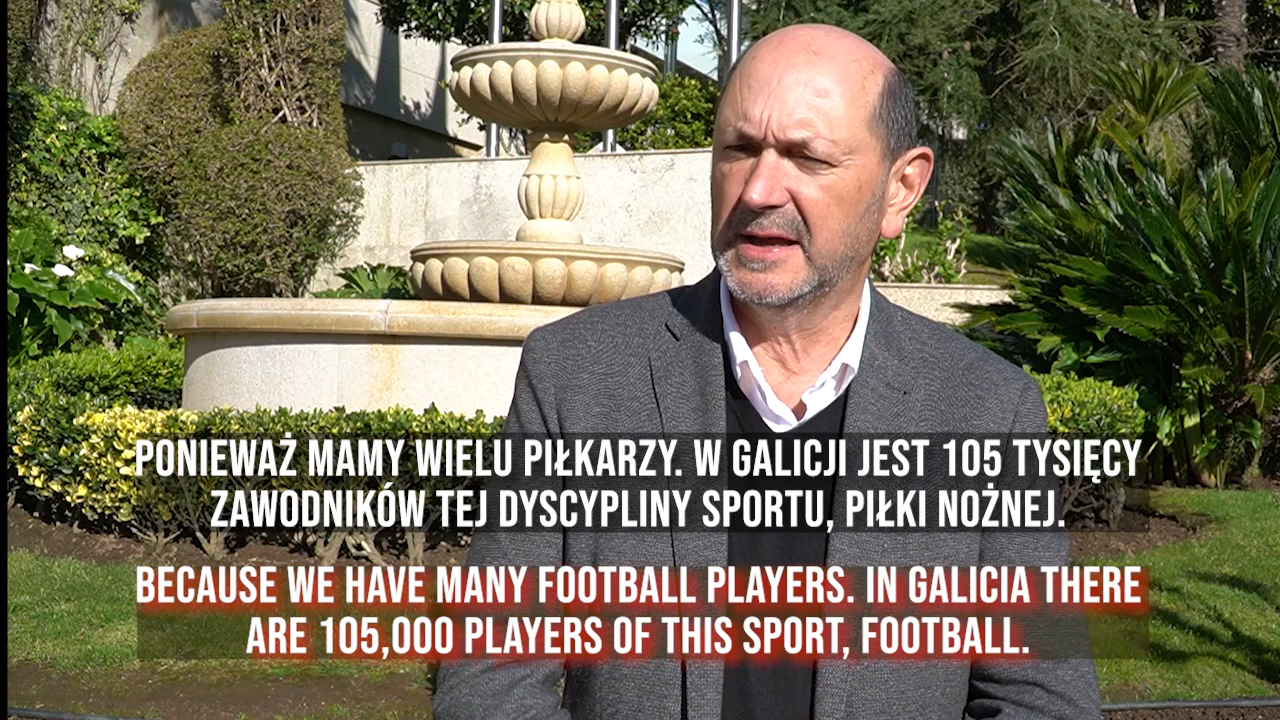 PONIEWAŻ MAMY WIELU PIŁKARZY. W GALICJI JEST 105 TYSIĘCY
ZAWODNIKÓW TEJ DYSCYPLINY SPORTU, PIŁKI NOŻNEJ.
BECAUSE WE HAVE MANY FOOTBALL PLAYERS. IN GALICIA THERE
ARE 105,000 PLAYERS OF THIS SPORT, FOOTBALL.